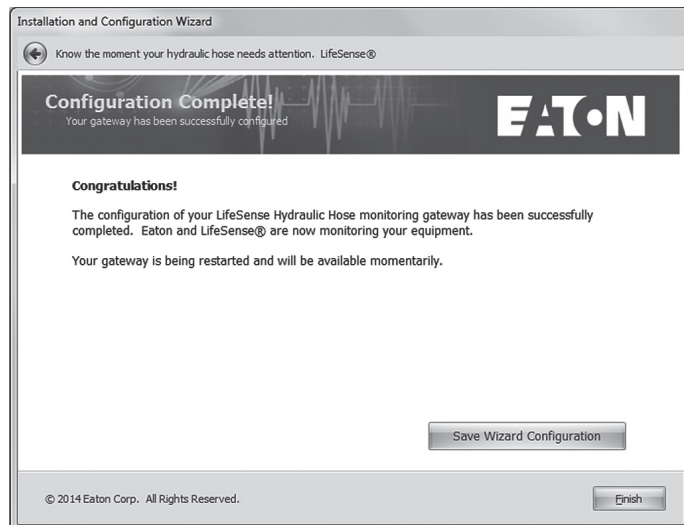 Installation and Configuration Wizard
Know the moment your hydraulic hose needs attention. LifeSense®
Configuration Complete!
Your gateway has been successfully configured
EATON
Congratulations!
The configuration of your LifeSense Hydraulic Hose monitoring gateway has been successfully
completed. Eaton and LifeSense® are now monitoring your equipment.
Your gateway is being restarted and will be available momentarily.
Save Wizard Configuration
© 2014 Eaton Corp. All Rights Reserved.
Finish